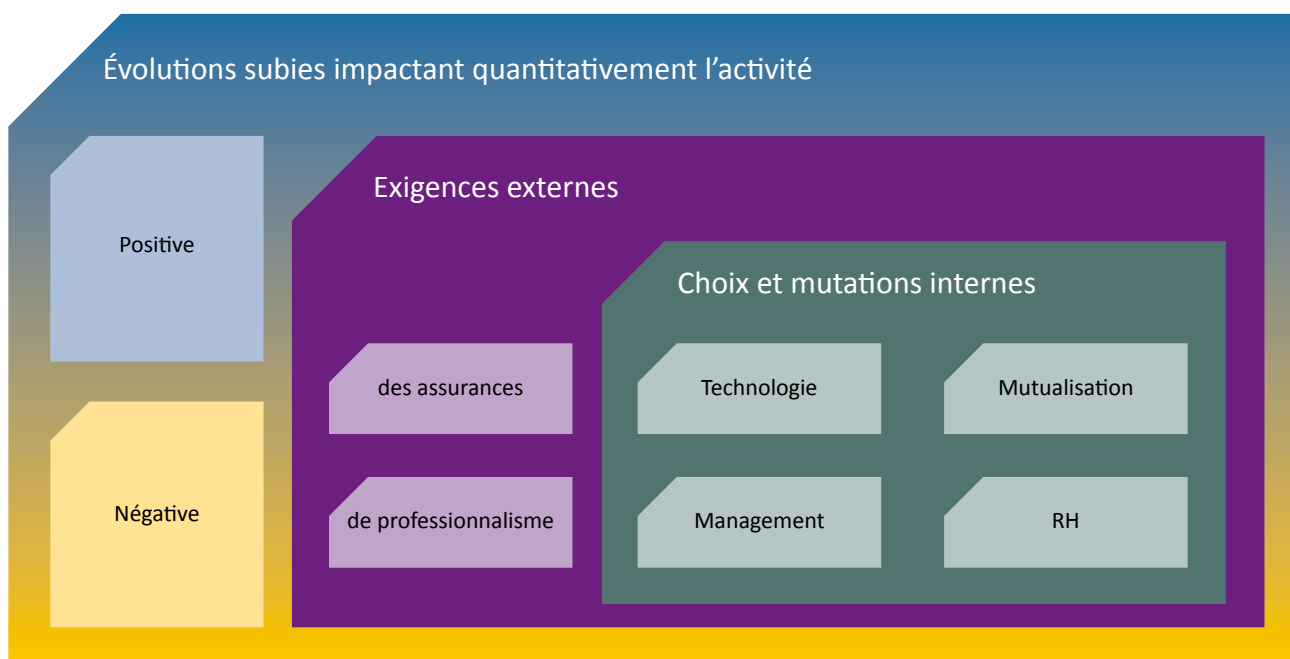 Évolutions subies impactant quantitativement l’activité
Positive
Négative
Exigences externes
des assurances
de professionnalisme
Choix et mutations internes
Technologie
Mutualisation
Management
RH